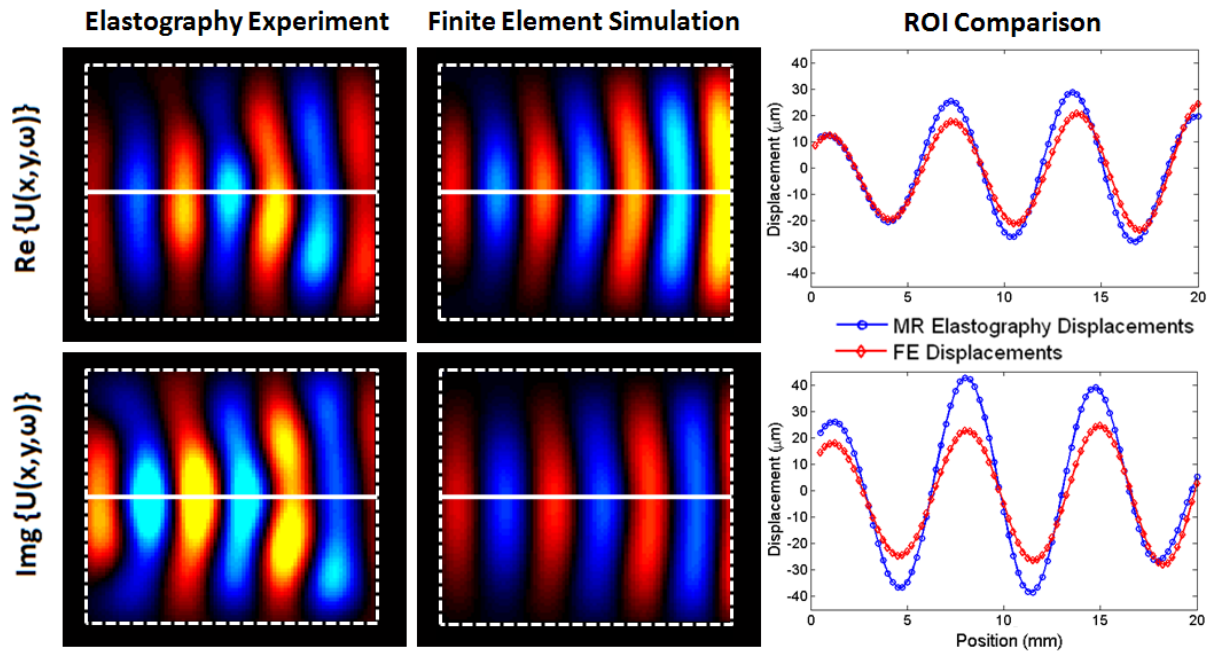 Elastography Experiment
Finite Element Simulation
ROI Comparison
Re {U(x,y,ω)}
Displacement (μm)
40
30
20
10
0
-10
-20
-30
-40
0
5
10
15
20
MR Elastography Displacements
FE Displacements
Img {U(x,y,ω)}
Displacement (μm)
40
30
20
10
0
-10
-20
-30
-40
0
5
10
15
20
Position (mm)